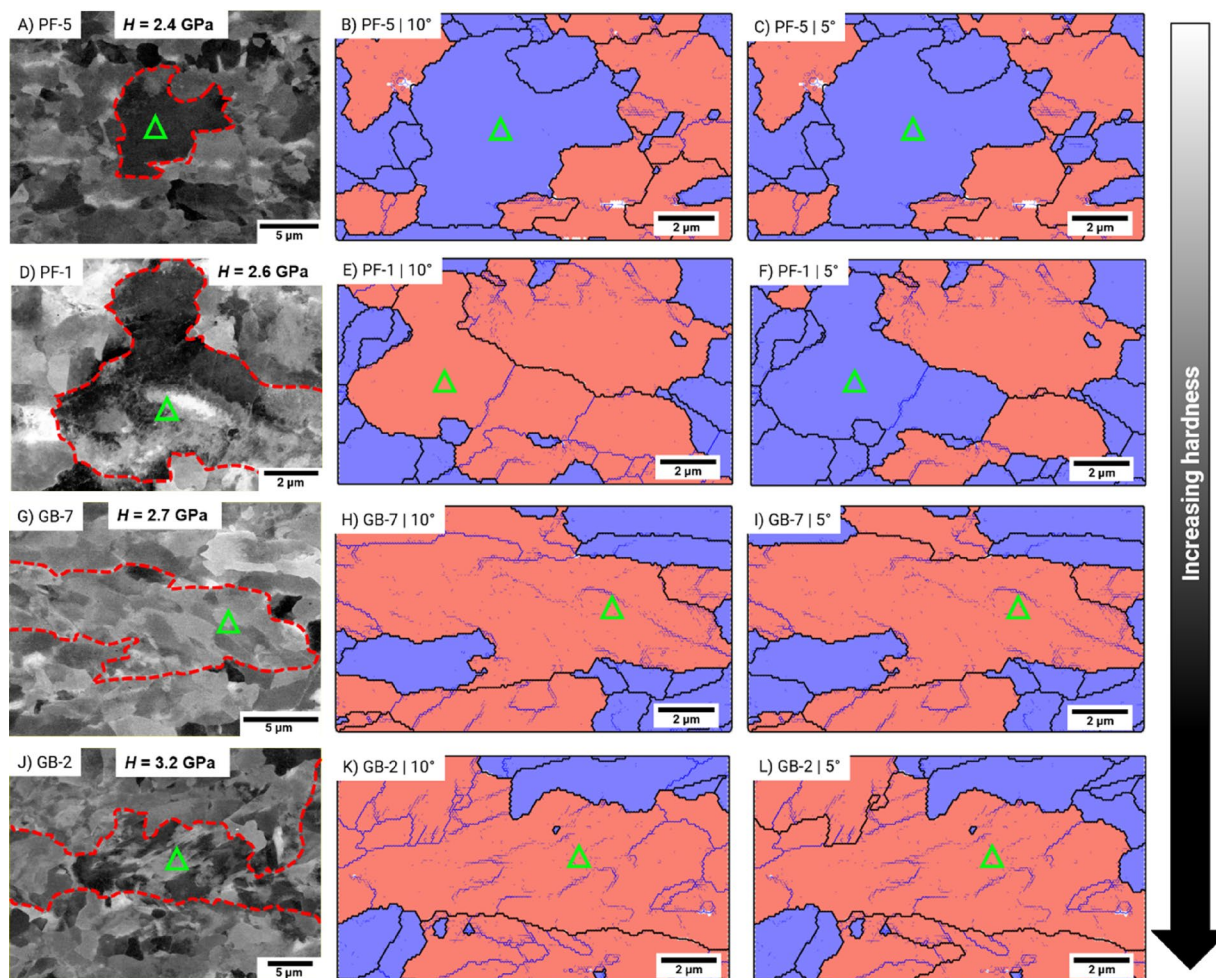 A) PF-5
H = 2.4 GPa
5 µm
B) PF-5 | 10°
2 µm
C) PF-5 | 5°
2 µm
D) PF-1
H = 2.6 GPa
2 µm
E) PF-1 | 10°
2 µm
F) PF-1 | 5°
2 µm
G) GB-7
H = 2.7 GPa
5 µm
H) GB-7 | 10°
2 µm
I) GB-7 | 5°
2 µm
J) GB-2
H = 3.2 GPa
5 µm
K) GB-2 | 10°
2 µm
L) GB-2 | 5°
2 µm
Increasing hardness